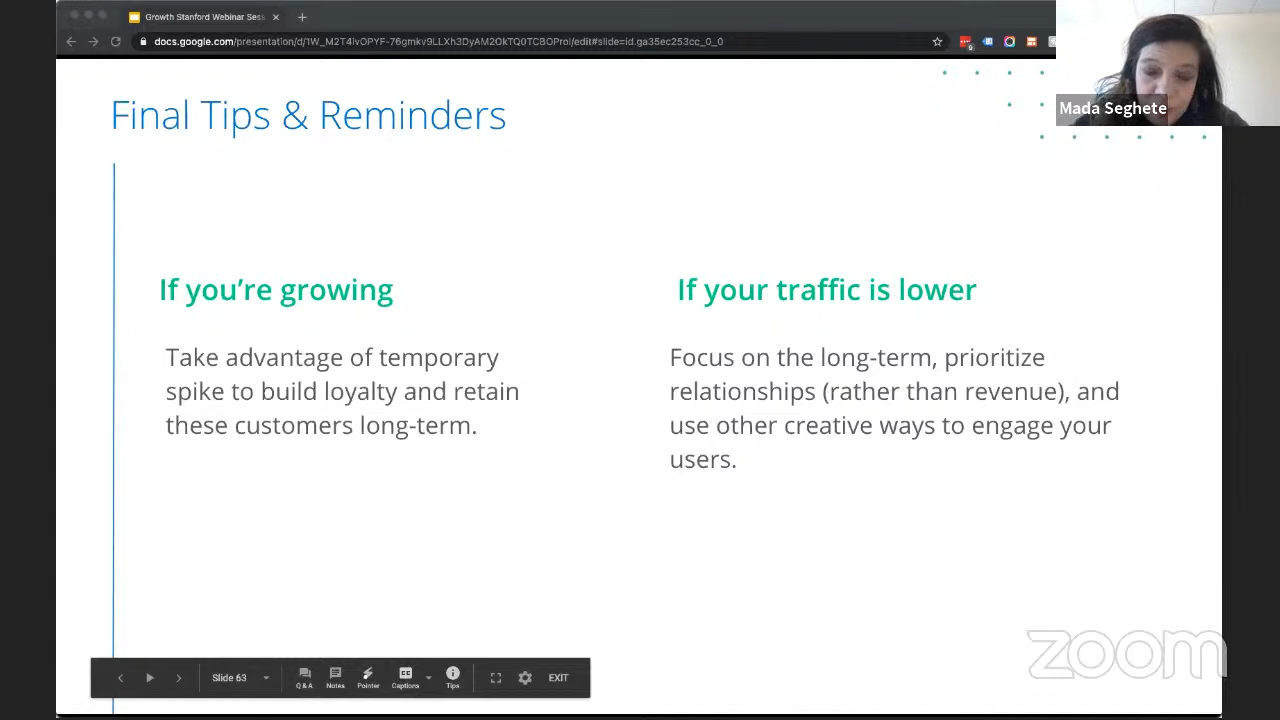 Growth Stanford Webinar Sess
docs.google.com/presentation/d/1W_M2T4lvOPYF-76gmkv9LLXh3DyAM2OkTQ0TCBOProI/edit#slide=id.ga35ec253cc_0_0
Mada Seghete
Final Tips & Reminders
If you're growing
Take advantage of temporary
spike to build loyalty and retain
these customers long-term.
If your traffic is lower
Focus on the long-term, prioritize
relationships (rather than revenue), and
use other creative ways to engage your
users.
Slide 63
Q & A
Notes
Pointer
CC
Captions
Tips
EXIT
zoom